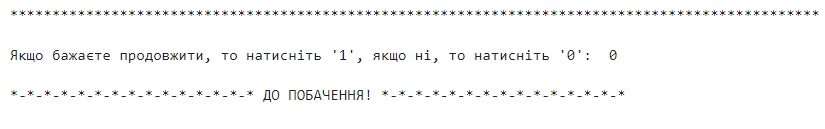 ************************************************************************************************
Якщо бажаєте продовжити, то натисніть '1', якщо ні, то натисніть '0':  0
*-*-*-*-*-*-*-*-*-*-*-*-*-*-* ДО ПОБАЧЕННЯ! *-*-*-*-*-*-*-*-*-*-*-*-*-*-*